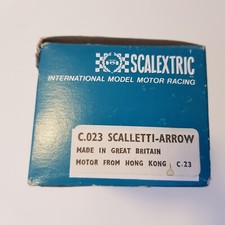 SCALEXTRIC
INTERNATIONAL MODEL MOTOR RACING
C.023 SCALLETTI-ARROW
MADE IN GREAT BRITAIN
MOTOR FROM HONG KONG C.23